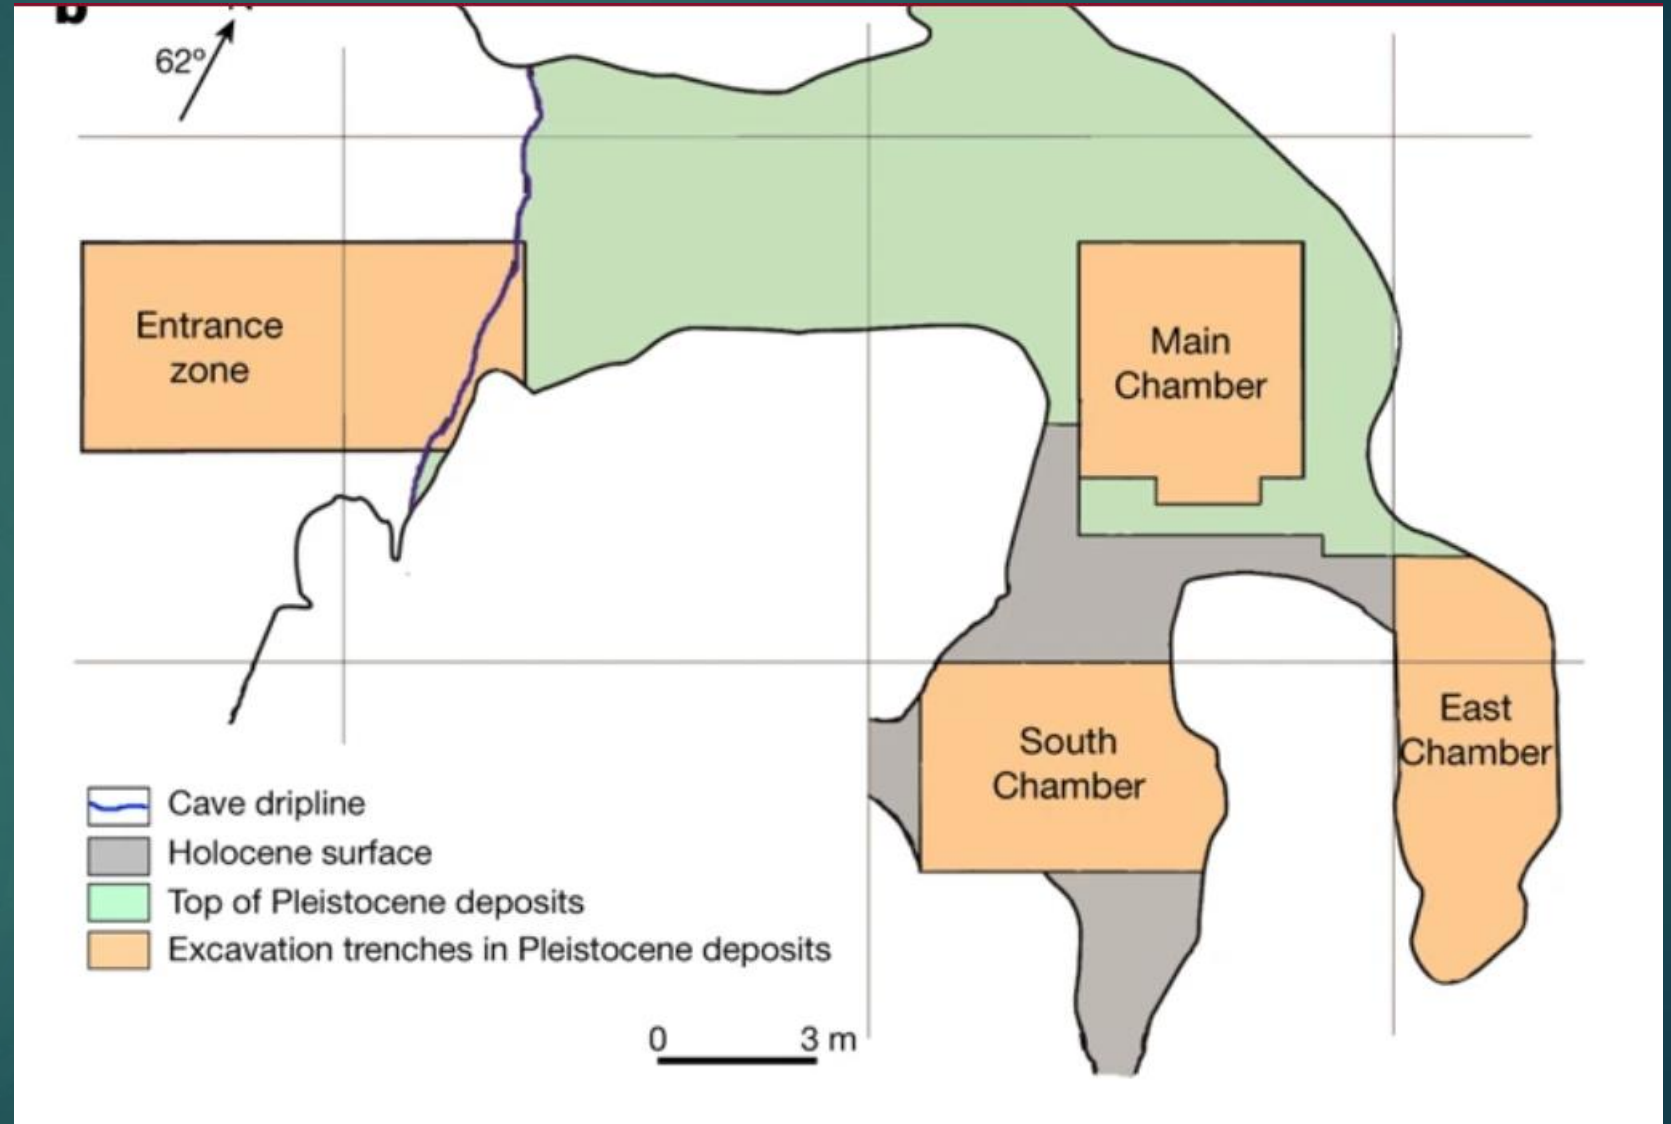 b
62°
Entrance
zone
Main
Chamber
South
Chamber
East
Chamber
Cave dripline
Holocene surface
Top of Pleistocene deposits
Excavation trenches in Pleistocene deposits
0 3 m